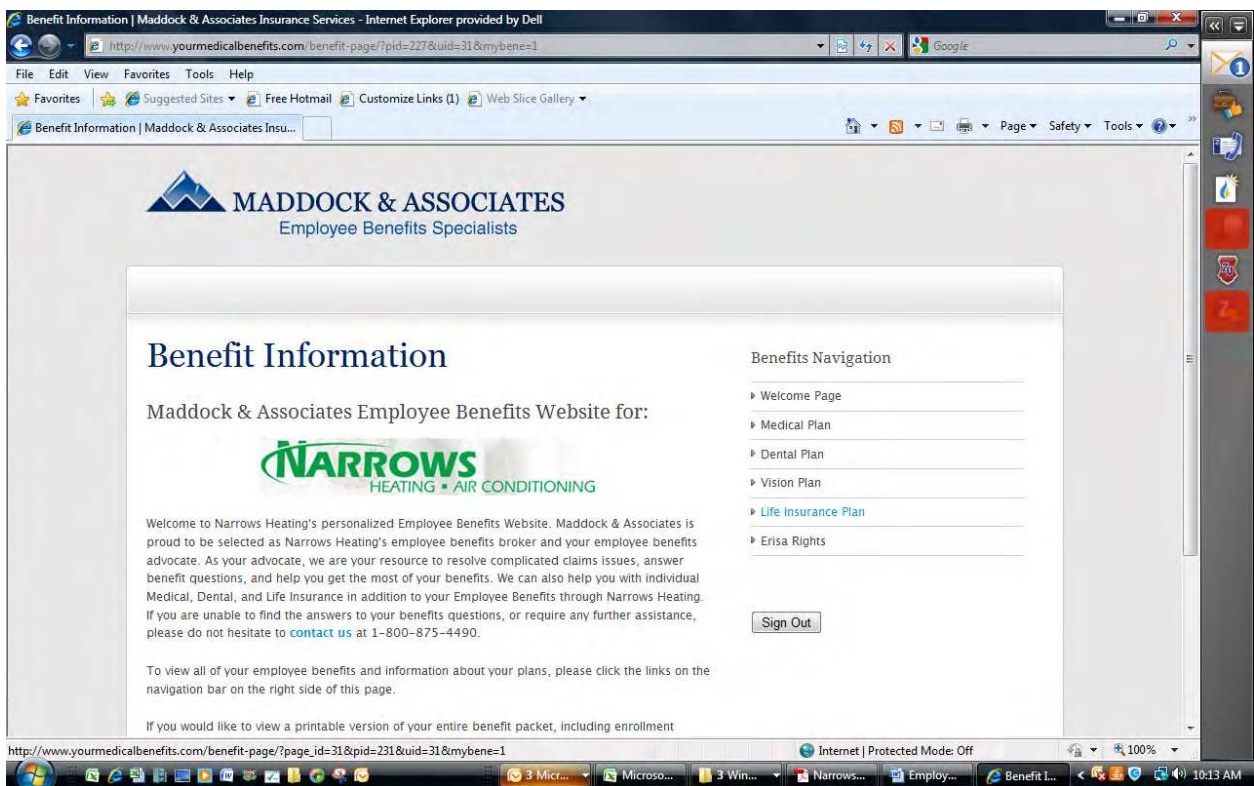 Benefit Information | Maddock & Associates Insurance Services - Internet Explorer provided by Dell
http://www.yourmedicalbenefits.com/benefit-page/?pid=227&uid=31&mybene=1
Google
File Edit View Favorites Tools Help
Favorites Suggested Sites Free Hotmail Customize Links (1) Web Slice Gallery
Benefit Information | Maddock & Associates Insu...
Page Safety Tools
1
MADDOCK & ASSOCIATES
Employee Benefits Specialists
Benefit Information
Maddock & Associates Employee Benefits Website for:
NARROWS
HEATING ▪ AIR CONDITIONING
Welcome to Narrows Heating's personalized Employee Benefits Website. Maddock & Associates is
proud to be selected as Narrows Heating's employee benefits broker and your employee benefits
advocate. As your advocate, we are your resource to resolve complicated claims issues, answer
benefit questions, and help you get the most of your benefits. We can also help you with individual
Medical, Dental, and Life Insurance in addition to your Employee Benefits through Narrows Heating.
If you are unable to find the answers to your benefits questions, or require any further assistance,
please do not hesitate to contact us at 1-800-875-4490.
To view all of your employee benefits and information about your plans, please click the links on the
navigation bar on the right side of this page.
If you would like to view a printable version of your entire benefit packet, including enrollment
Benefits Navigation
Welcome Page
Medical Plan
Dental Plan
Vision Plan
Life Insurance Plan
Erisa Rights
Sign Out
http://www.yourmedicalbenefits.com/benefit-page/?page_id=31&pid=231&uid=31&mybene=1
Internet | Protected Mode: Off
100%
3 Micr... Microso... 3 Win... Narrows... Employ... Benefit I... 10:13 AM